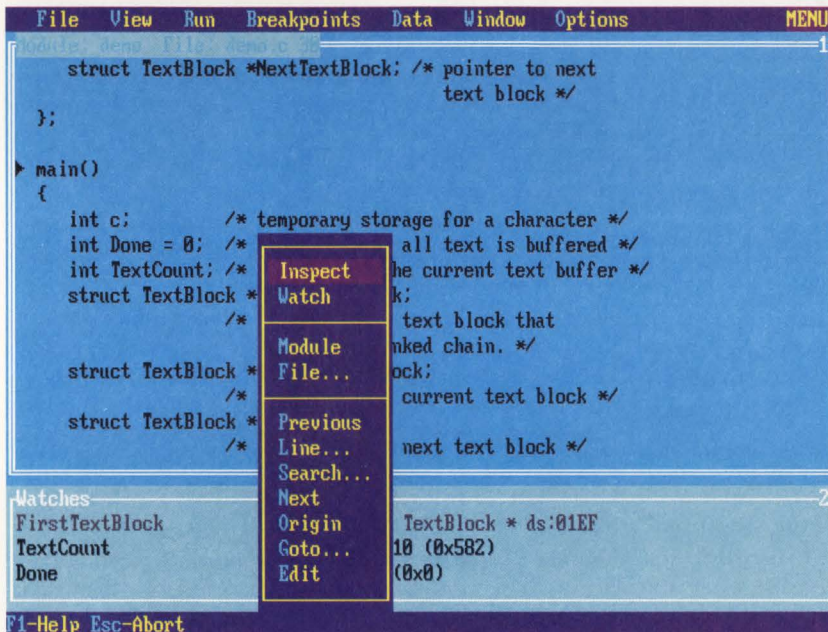 File View Run Breakpoints Data Window Options MENU
Module: demo File: demo.c 38 1
struct TextBlock *NextTextBlock; /* pointer to next
text block */
};
main()
{
int c; /* temporary storage for a character */
int Done = 0; /* all text is buffered */
int TextCount; /* he current text buffer */
struct TextBlock * k;
/* text block that
nked chain. */
struct TextBlock * ock;
/* current text block */
struct TextBlock *
/* next text block */
Inspect
Watch
Module
File...
Previous
Line...
Search...
Next
Origin
Goto...
Edit
Watches 2
FirstTextBlock TextBlock * ds:01EF
TextCount 10 (0x582)
Done (0x0)
F1-Help Esc-Abort